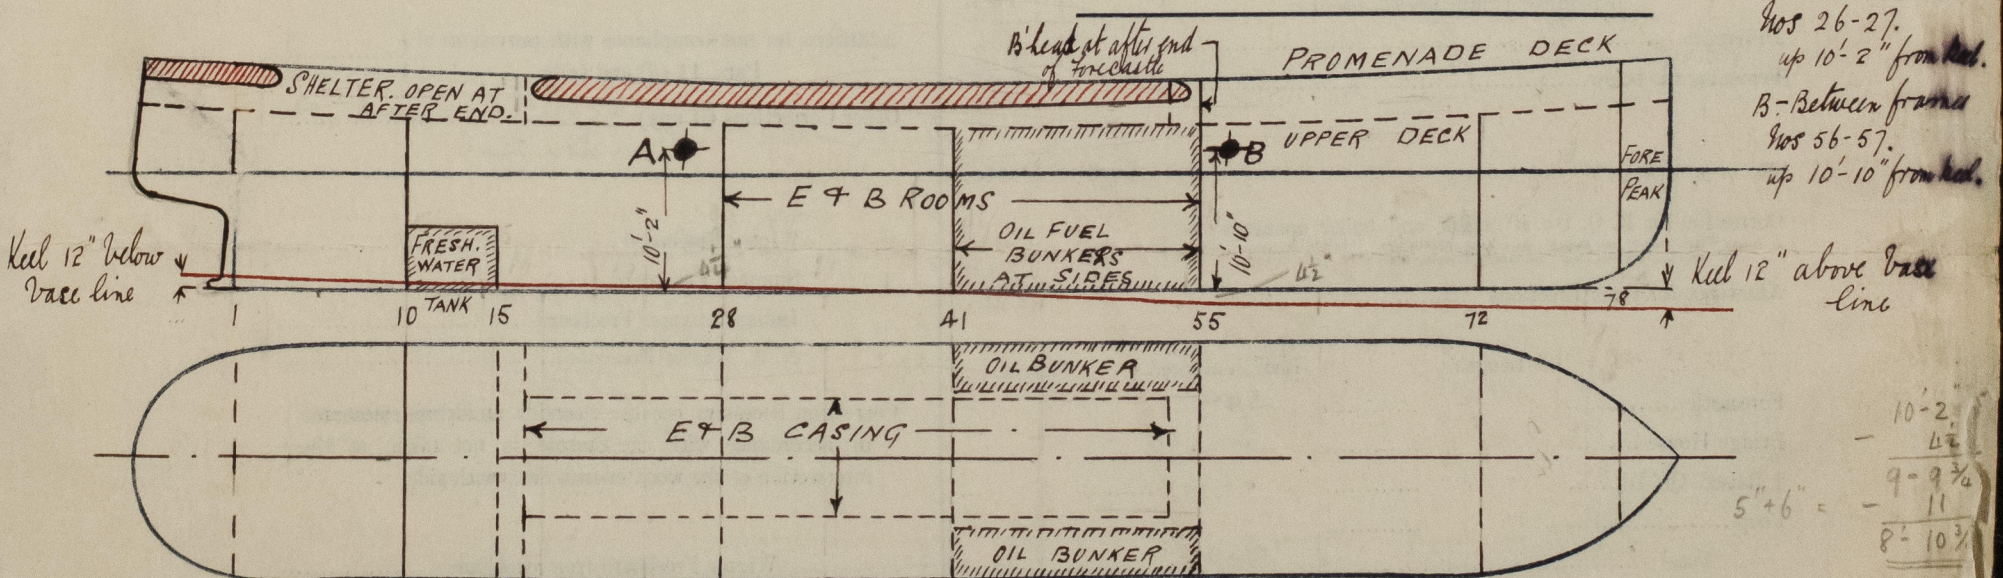 Nos 26-27.
up 10'-2" from keel.
B-Between frames
Nos 56-57.
up 10'-10" from keel.
B'head at after end
of Forecastle
PROMENADE DECK
SHELTER. OPEN AT
AFTER END.
A
B
UPPER DECK
FORE
PEAK
E & B ROOMS
10'-2"
10'-10"
OIL FUEL
BUNKERS
AT SIDES
FRESH.
WATER
TANK
4½"
Keel 12" below
base line
Keel 12" above base
line
1 10 15 28 41 55 72 78
OIL BUNKER
E & B CASING
OIL BUNKER
10'-2"
9-9¾
5"+6" = - 11
8'-10¾